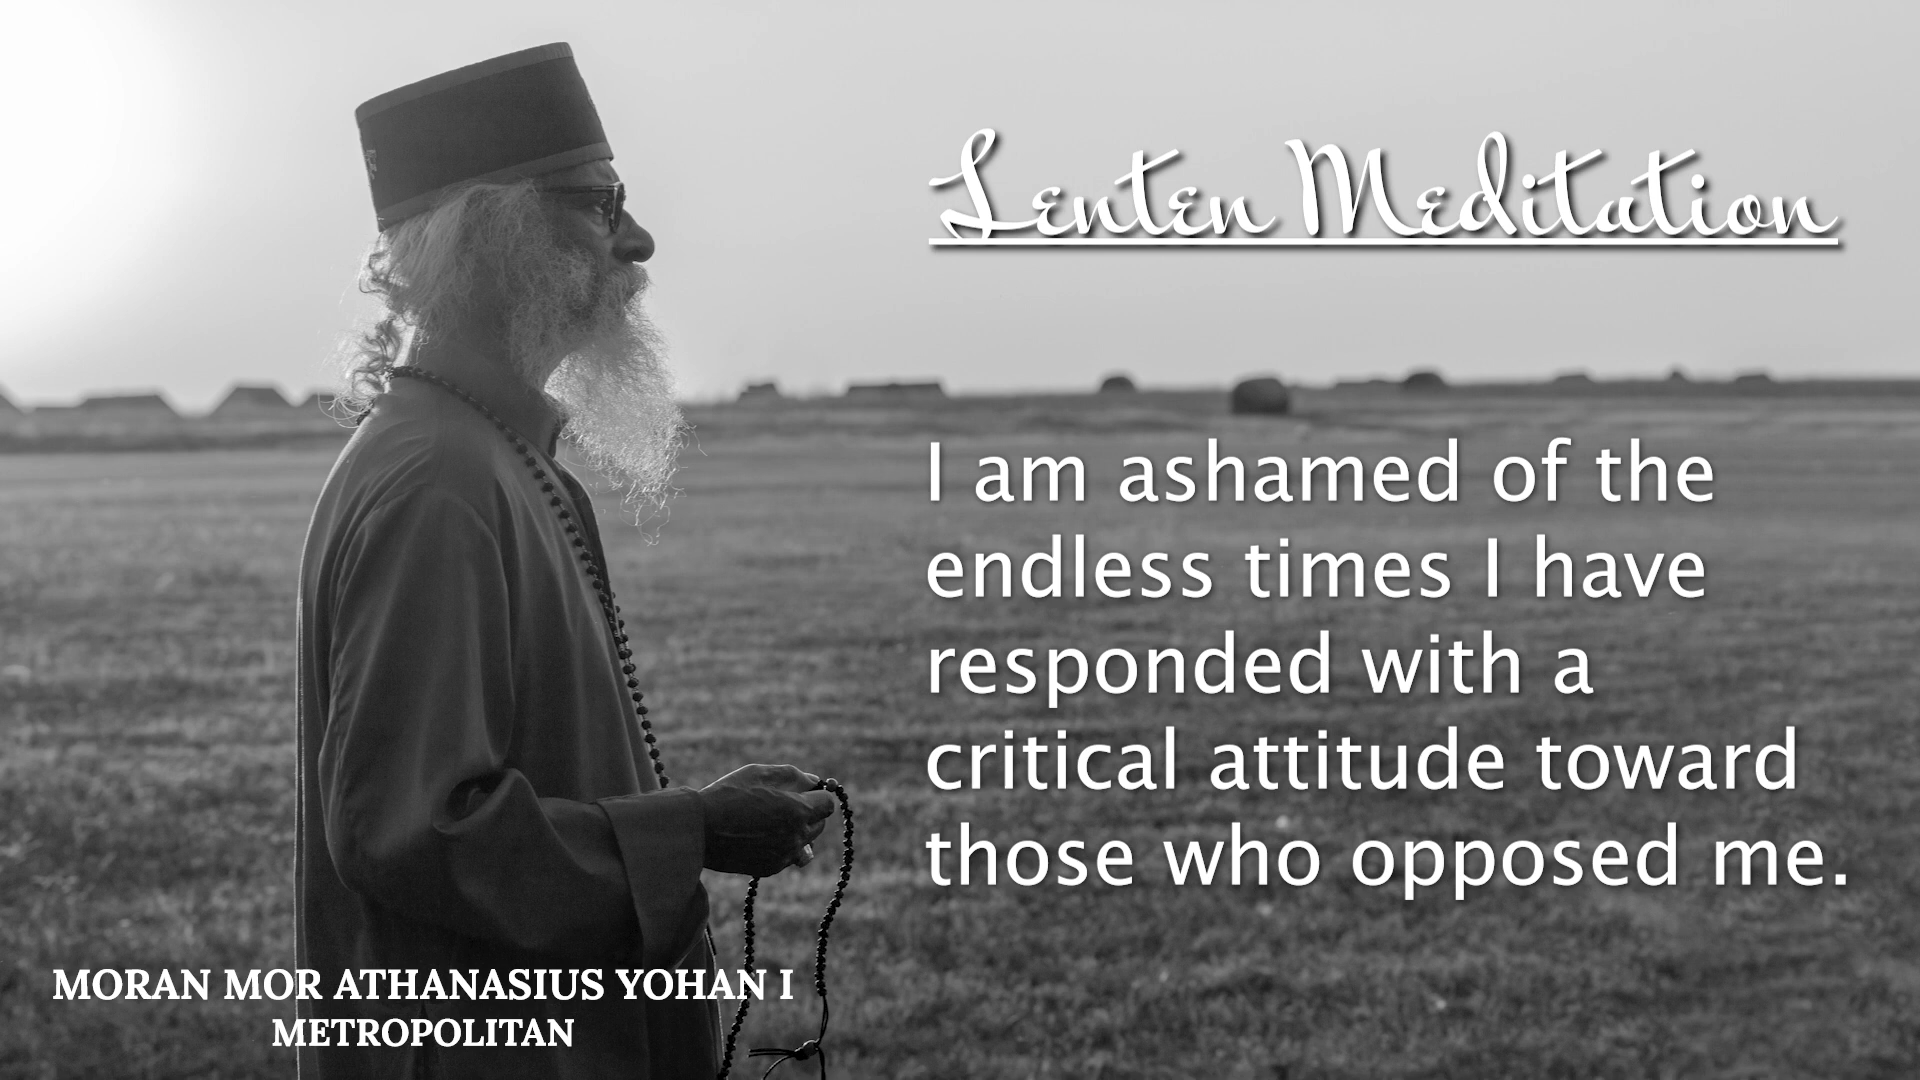 Lenten Meditation
I am ashamed of the
endless times I have
responded with a
critical attitude toward
those who opposed me.
MORAN MOR ATHANASIUS YOHAN I
METROPOLITAN